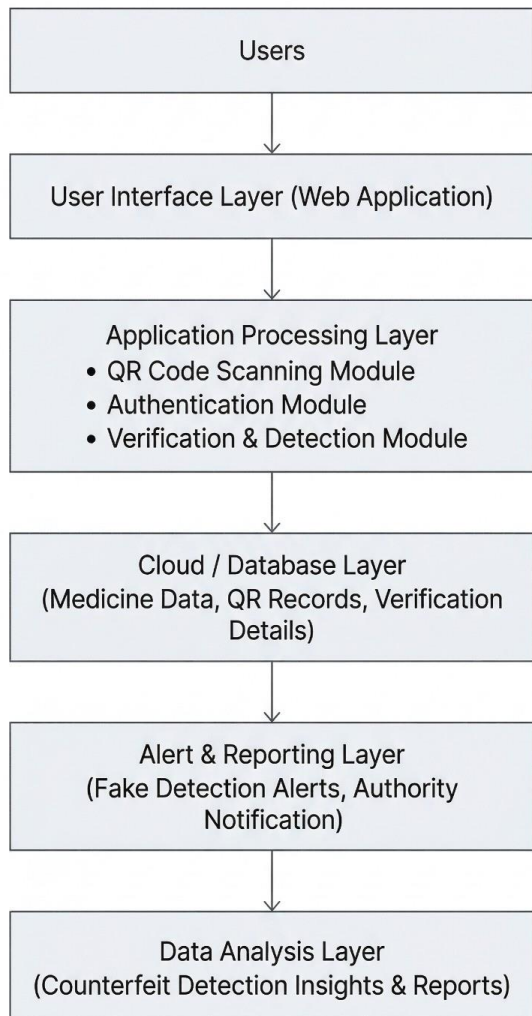 Users
User Interface Layer (Web Application)
Application Processing Layer
• QR Code Scanning Module
• Authentication Module
• Verification & Detection Module
Cloud / Database Layer
(Medicine Data, QR Records, Verification
Details)
Alert & Reporting Layer
(Fake Detection Alerts, Authority
Notification)
Data Analysis Layer
(Counterfeit Detection Insights & Reports)